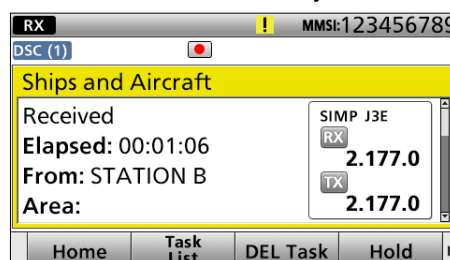 RX ! MMSI:123456789
DSC (1)
Ships and Aircraft
Received
Elapsed: 00:01:06
From: STATION B
Area:
SIMP J3E
RX
2.177.0
TX
2.177.0
Home Task List DEL Task Hold